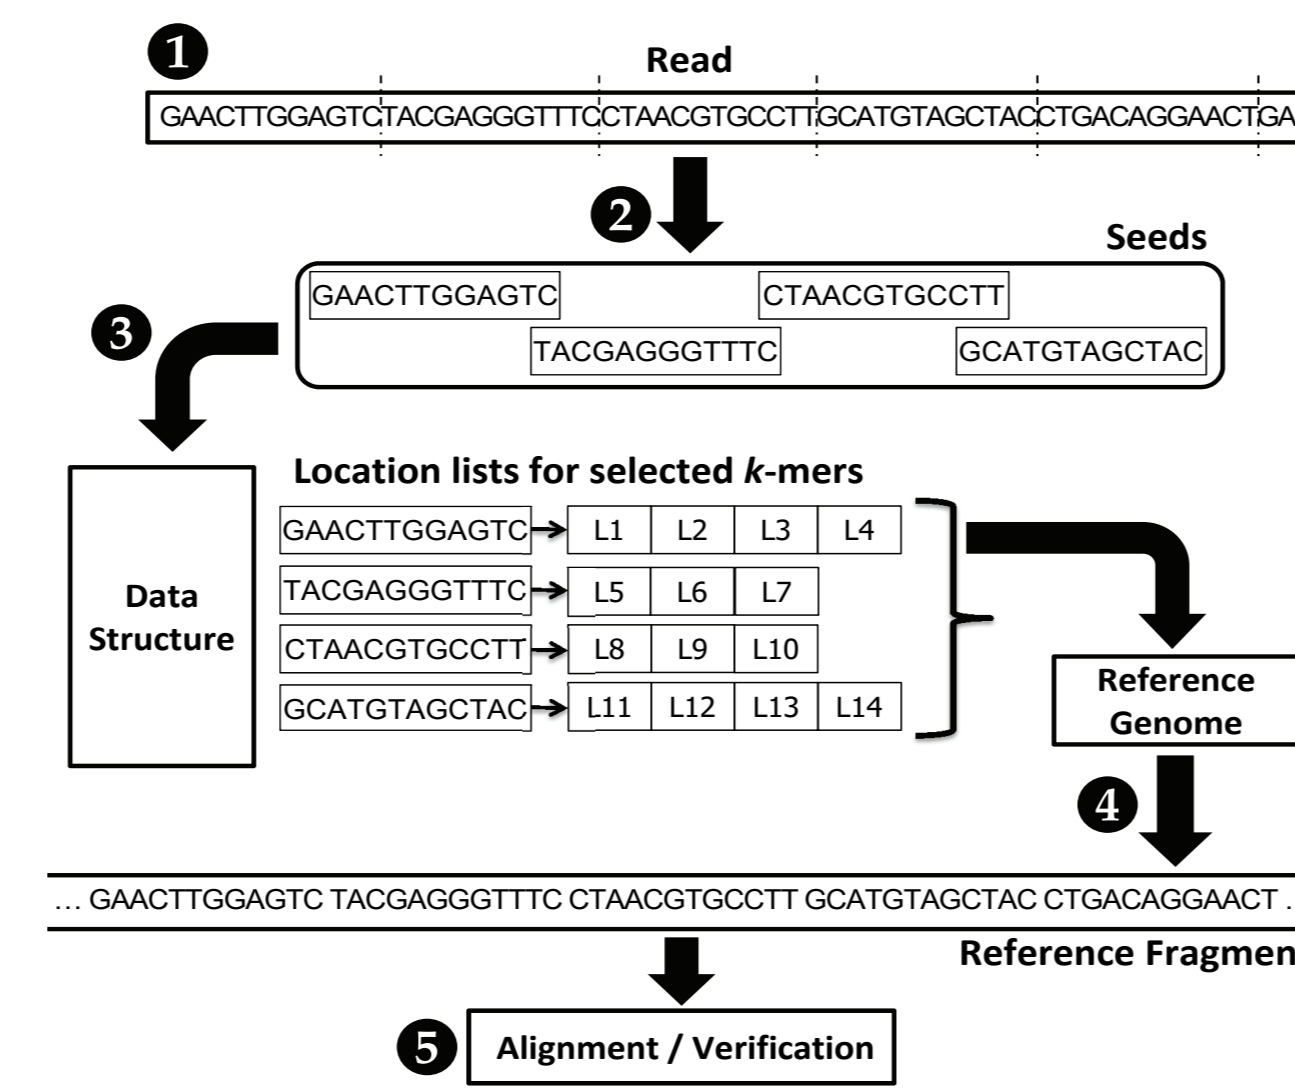 1
Read
GAACTTGGAGTCTACGAGGGTTTCCTAACGTGCCTTGCATGTAGCTACCTGACAGGAACTGA
2
Seeds
GAACTTGGAGTC CTAACGTGCCTT
TACGAGGGTTTC GCATGTAGCTAC
3
Location lists for selected k-mers
GAACTTGGAGTC L1 L2 L3 L4
TACGAGGGTTTC L5 L6 L7
CTAACGTGCCTT L8 L9 L10
GCATGTAGCTAC L11 L12 L13 L14
Data
Structure
Reference
Genome
4
... GAACTTGGAGTC TACGAGGGTTTC CTAACGTGCCTT GCATGTAGCTAC CTGACAGGAACT .
Reference Fragmen
5
Alignment / Verification